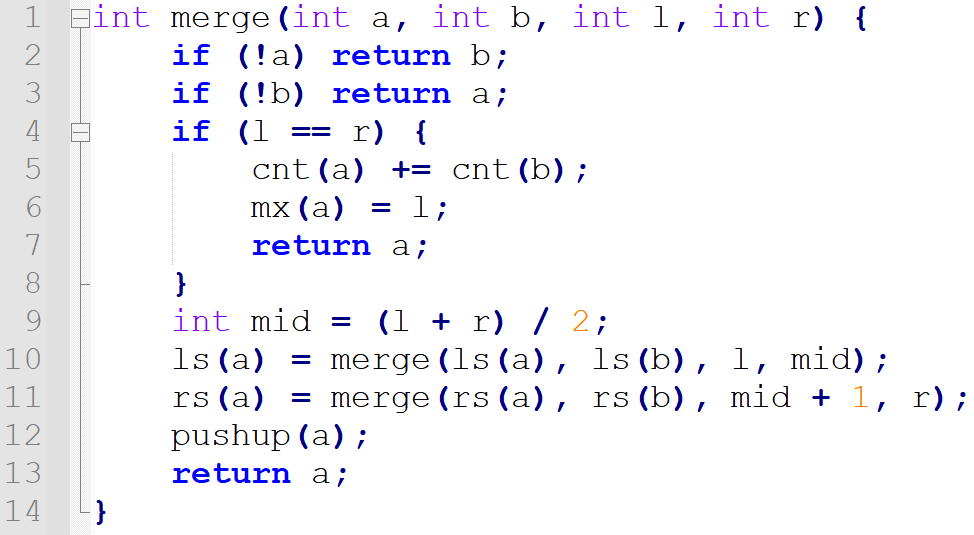 1 int merge(int a, int b, int l, int r) {
2     if (!a) return b;
3     if (!b) return a;
4     if (l == r) {
5         cnt(a) += cnt(b);
6         mx(a) = l;
7         return a;
8     }
9     int mid = (l + r) / 2;
10     ls(a) = merge(ls(a), ls(b), l, mid);
11     rs(a) = merge(rs(a), rs(b), mid + 1, r);
12     pushup(a);
13     return a;
14 }